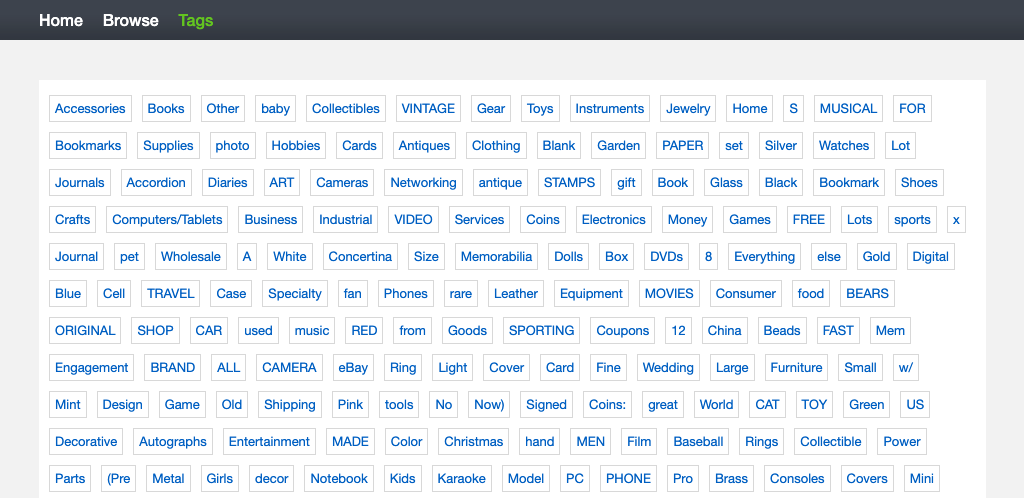 Home Browse Tags
Accessories Books Other baby Collectibles VINTAGE Gear Toys Instruments Jewelry Home S MUSICAL FOR
Bookmarks Supplies photo Hobbies Cards Antiques Clothing Blank Garden PAPER set Silver Watches Lot
Journals Accordion Diaries ART Cameras Networking antique STAMPS gift Book Glass Black Bookmark Shoes
Crafts Computers/Tablets Business Industrial VIDEO Services Coins Electronics Money Games FREE Lots sports x
Journal pet Wholesale A White Concertina Size Memorabilia Dolls Box DVDs 8 Everything else Gold Digital
Blue Cell TRAVEL Case Specialty fan Phones rare Leather Equipment MOVIES Consumer food BEARS
ORIGINAL SHOP CAR used music RED from Goods SPORTING Coupons 12 China Beads FAST Mem
Engagement BRAND ALL CAMERA eBay Ring Light Cover Card Fine Wedding Large Furniture Small w/
Mint Design Game Old Shipping Pink tools No Now) Signed Coins: great World CAT TOY Green US
Decorative Autographs Entertainment MADE Color Christmas hand MEN Film Baseball Rings Collectible Power
Parts (Pre Metal Girls decor Notebook Kids Karaoke Model PC PHONE Pro Brass Consoles Covers Mini